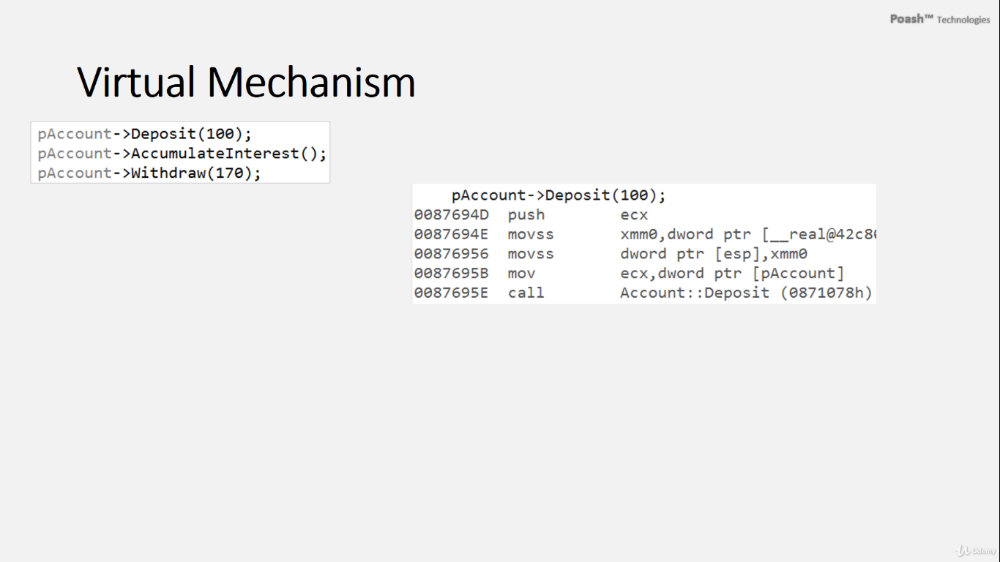 Poash™ Technologies
Virtual Mechanism
pAccount->Deposit(100);
pAccount->AccumulateInterest();
pAccount->Withdraw(170);
pAccount->Deposit(100);
0087694D push ecx
0087694E movss xmm0,dword ptr [__real@42c8
00876956 movss dword ptr [esp],xmm0
0087695B mov ecx,dword ptr [pAccount]
0087695E call Account::Deposit (0871078h)
Udemy